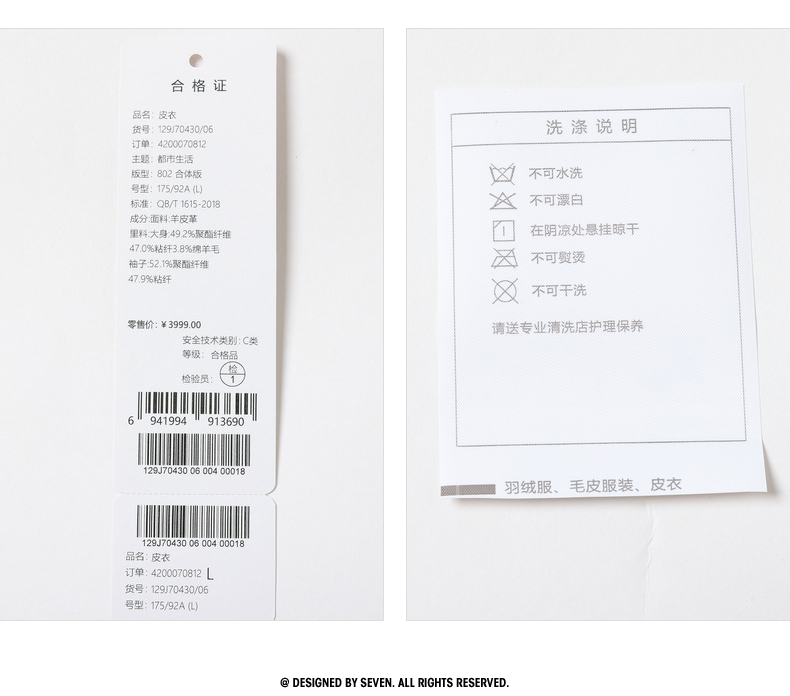 合格证
品名: 皮衣
货号: 129J70430/06
订单: 4200070812
主题: 都市生活
版型: 802 合体版
号型: 175/92A (L)
标准: QB/T 1615-2018
成分:面料:羊皮革
里料:大身:49.2%聚酯纤维
47.0%粘纤3.8%绵羊毛
袖子:52.1%聚酯纤维
47.9%粘纤
零售价: ¥3999.00
安全技术类别: C类
等级: 合格品
检验员: 检 1
6 941994 913690
129J70430 06 004 00018
129J70430 06 004 00018
品名: 皮衣
订单: 4200070812 L
货号: 129J70430/06
号型: 175/92A (L)
洗涤说明
不可水洗
不可漂白
在阴凉处悬挂晾干
不可熨烫
不可干洗
请送专业清洗店护理保养
羽绒服、毛皮服装、皮衣
@ DESIGNED BY SEVEN. ALL RIGHTS RESERVED.